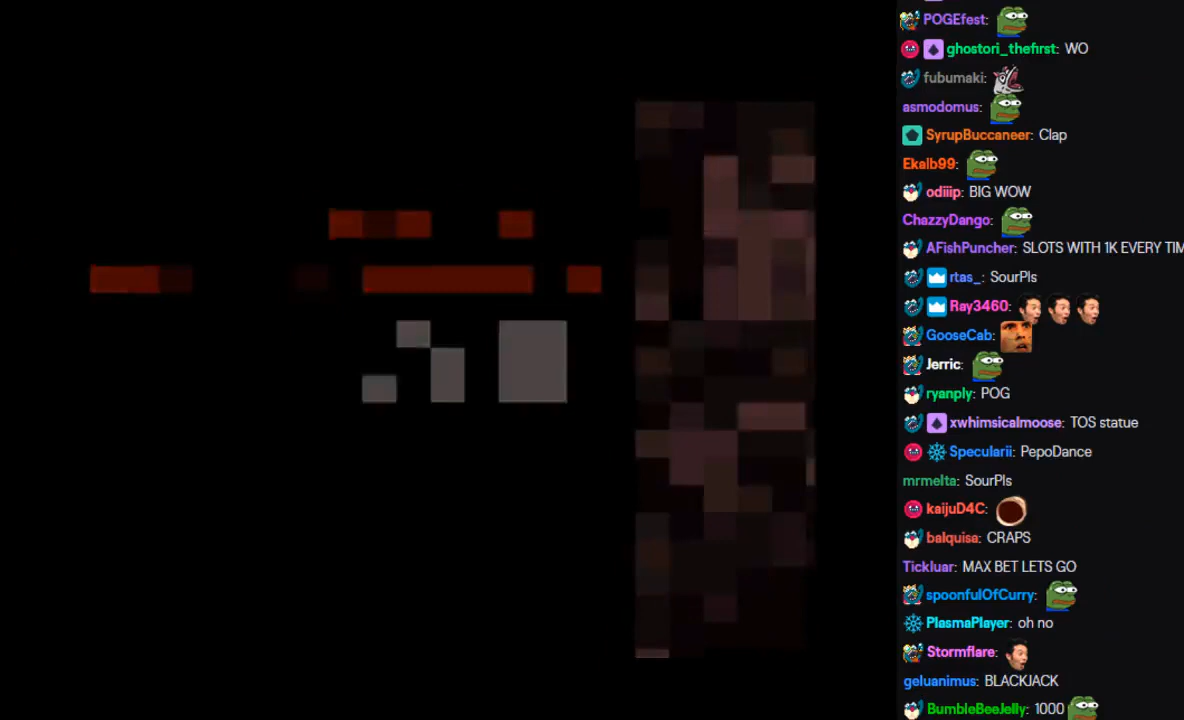 POGEfest:
ghostori_thefirst: WO
fubumaki:
asmodomus:
SyrupBuccaneer: Clap
Ekalb99:
odiiip: BIG WOW
ChazzyDango:
AFishPuncher: SLOTS WITH 1K EVERY TIM
rtas_: SourPls
Ray3460:
GooseCab:
Jerric:
ryanply: POG
xwhimsicalmoose: TOS statue
Specularii: PepoDance
mrmelta: SourPls
kaijuD4C:
balquisa: CRAPS
Tickluar: MAX BET LETS GO
spoonfulOfCurry:
PlasmaPlayer: oh no
Stormflare:
geluanimus: BLACKJACK
BumbleBeeJelly: 1000